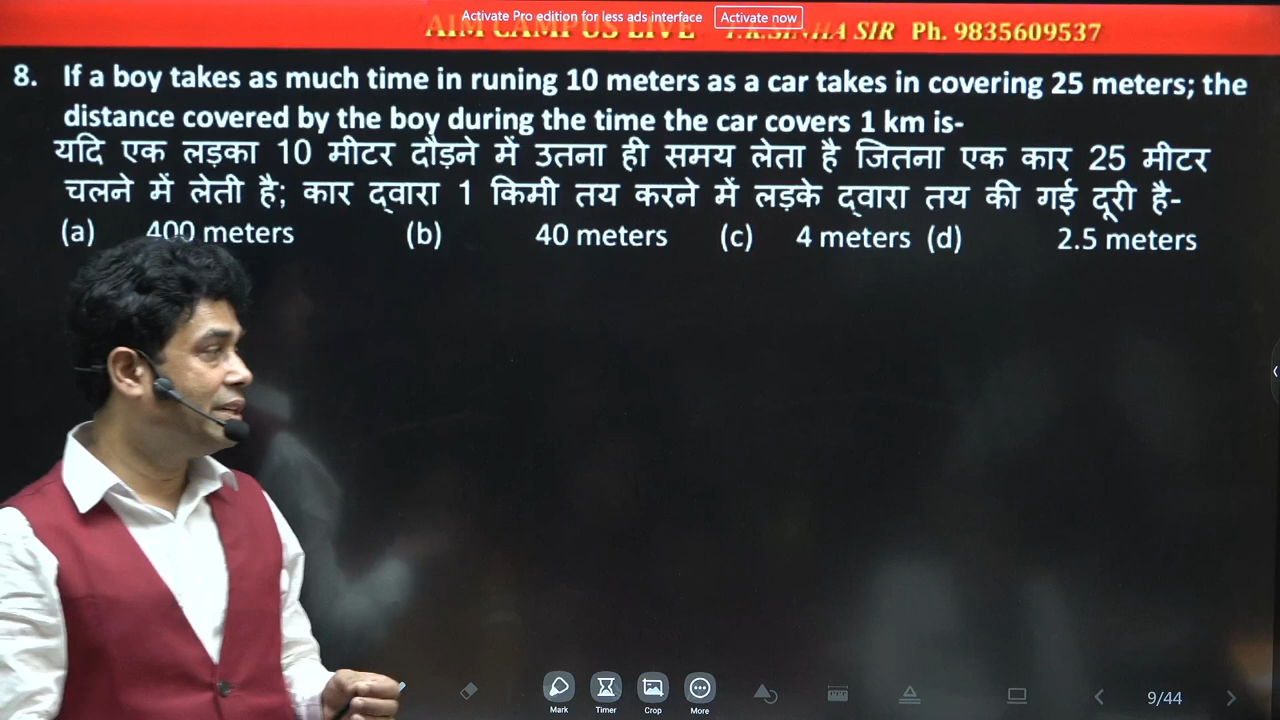 Activate Pro edition for less ads interface Activate now
AIM CAMPUS LIVE T.K.SINHA SIR Ph. 9835609537
8. If a boy takes as much time in runing 10 meters as a car takes in covering 25 meters; the
distance covered by the boy during the time the car covers 1 km is-
यदि एक लड़का 10 मीटर दौड़ने में उतना ही समय लेता है जितना एक कार 25 मीटर
चलने में लेती है; कार द्वारा 1 किमी तय करने में लड़के द्वारा तय की गई दूरी है-
(a) 400 meters (b) 40 meters (c) 4 meters (d) 2.5 meters
Mark Timer Crop More 9/44